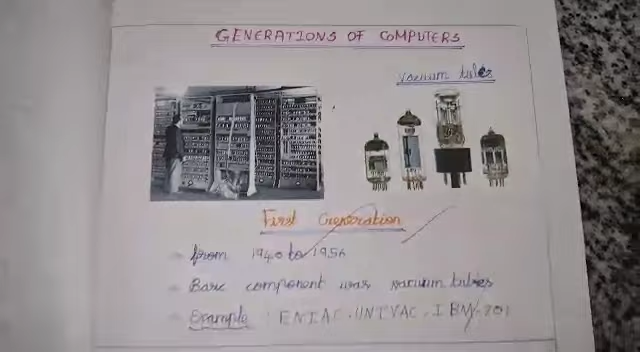 GENERATIONS OF COMPUTERS
vacuum tubes
First Generation
from 1940 to 1956
Basic component was vacuum tubes
Example : ENIAC, UNIVAC, IBM-701